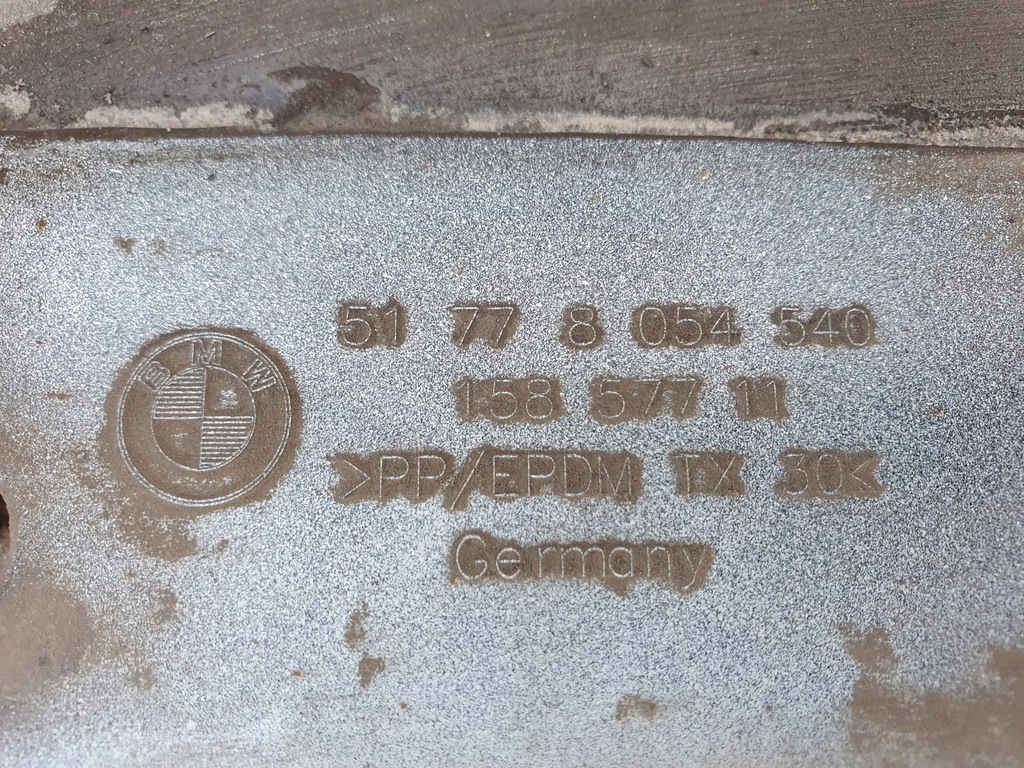 BMW
51 77 8 054 540
158 577 11
>PP/EPDM TX 30<
Germany